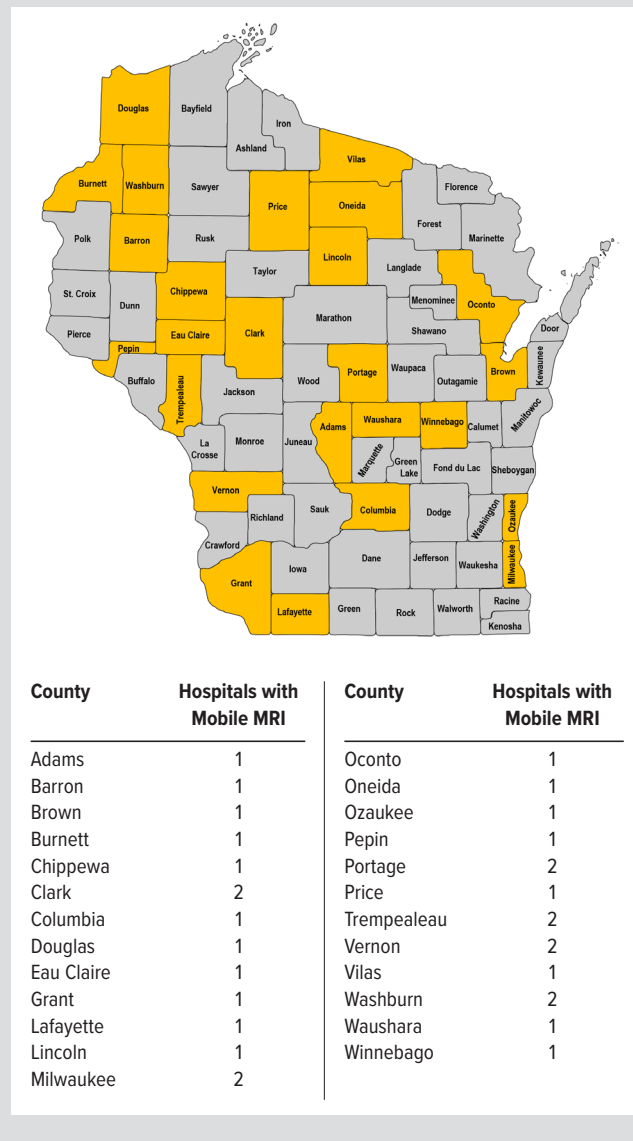 Douglas
Bayfield
Iron
Ashland
Vilas
Burnett
Washburn
Sawyer
Price
Oneida
Florence
Forest
Marinette
Polk
Barron
Rusk
Lincoln
Langlade
Taylor
St. Croix
Dunn
Chippewa
Menominee
Oconto
Marathon
Shawano
Pierce
Eau Claire
Clark
Door
Pepin
Buffalo
Trempealeau
Jackson
Wood
Portage
Waupaca
Outagamie
Brown
Kewaunee
La
Crosse
Monroe
Juneau
Adams
Waushara
Winnebago
Calumet
Manitowoc
Marquette
Green
Lake
Fond du Lac
Sheboygan
Vernon
Richland
Sauk
Columbia
Dodge
Washington
Ozaukee
Crawford
Grant
Iowa
Dane
Jefferson
Waukesha
Milwaukee
Lafayette
Green
Rock
Walworth
Racine
Kenosha
County Hospitals with
Mobile MRI
Adams 1
Barron 1
Brown 1
Burnett 1
Chippewa 1
Clark 2
Columbia 1
Douglas 1
Eau Claire 1
Grant 1
Lafayette 1
Lincoln 1
Milwaukee 2
County Hospitals with
Mobile MRI
Oconto 1
Oneida 1
Ozaukee 1
Pepin 1
Portage 2
Price 1
Trempealeau 2
Vernon 2
Vilas 1
Washburn 2
Waushara 1
Winnebago 1